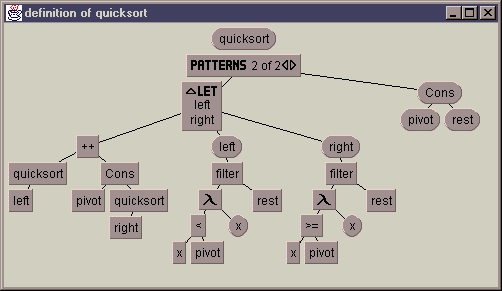 definition of quicksort
quicksort
PATTERNS 2 of 2
LET
left
right
Cons
pivot rest
++ left right
quicksort Cons filter filter
left pivot quicksort λ rest λ rest
right < x >= x
x pivot x pivot